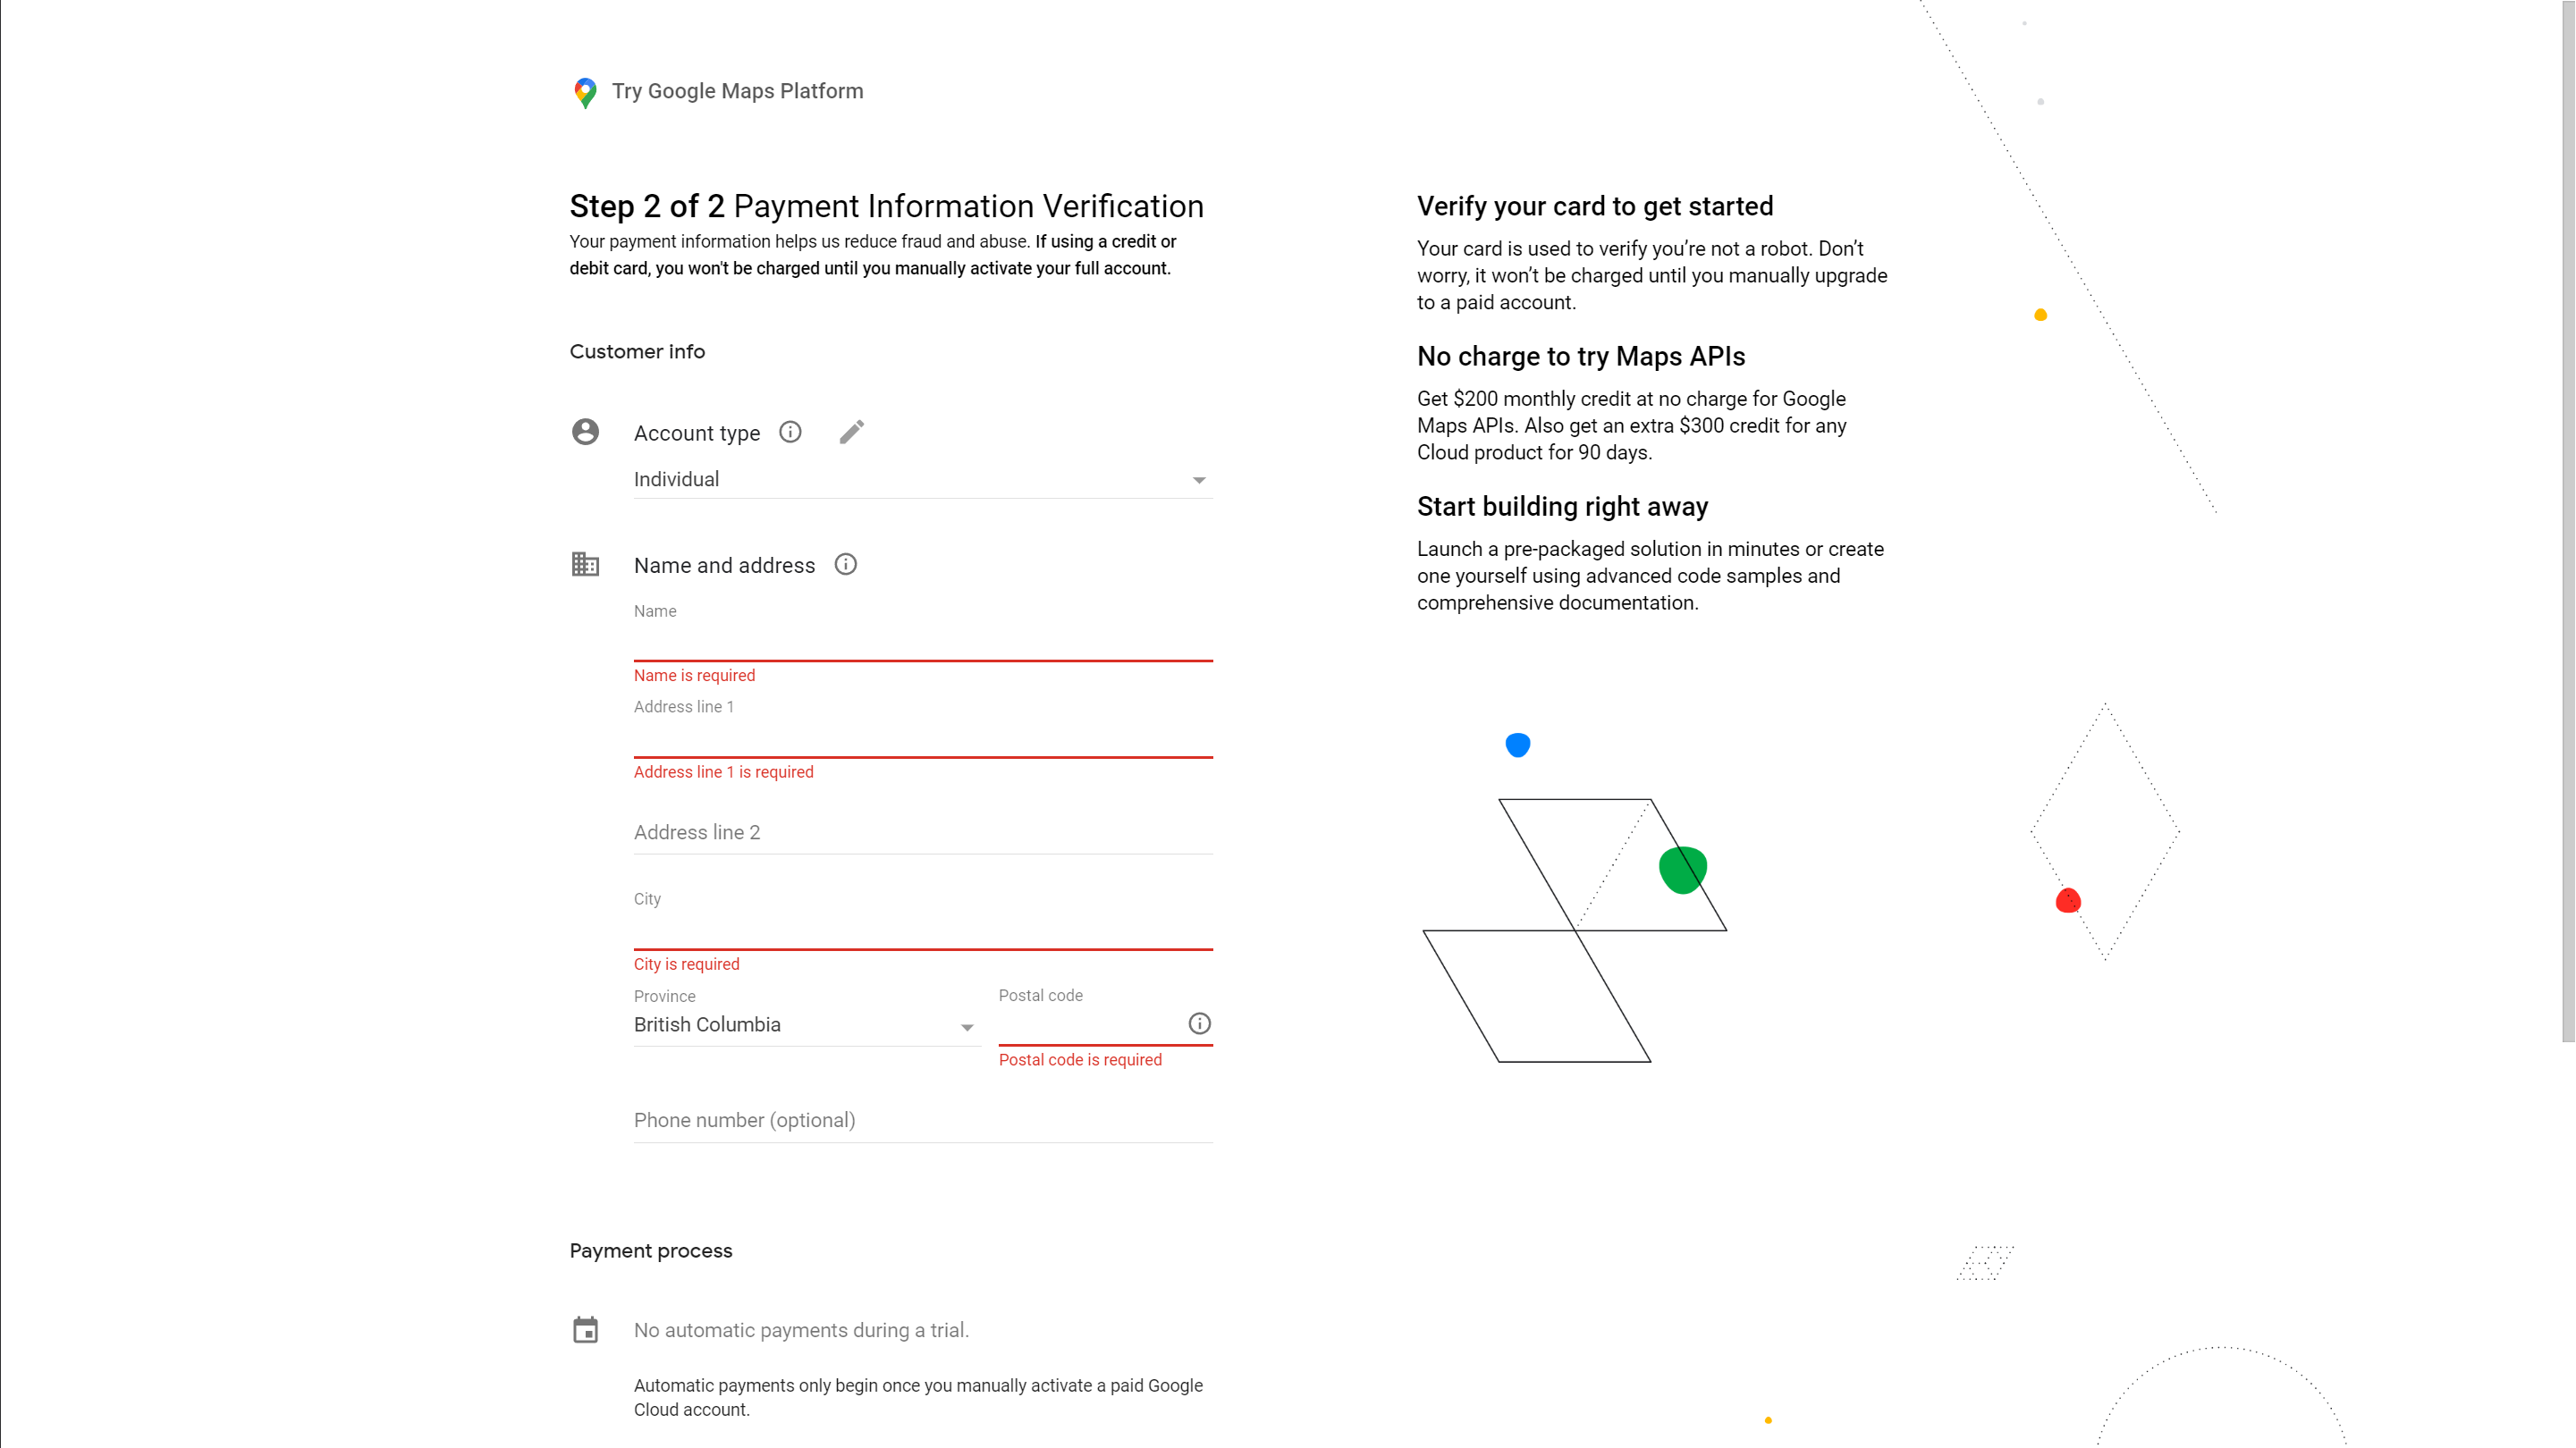 Try Google Maps Platform
Step 2 of 2 Payment Information Verification
Your payment information helps us reduce fraud and abuse. If using a credit or
debit card, you won't be charged until you manually activate your full account.
Customer info
Account type
Individual
Name and address
Name
Name is required
Address line 1
Address line 1 is required
Address line 2
City
City is required
Province
British Columbia
Postal code
Postal code is required
Phone number (optional)
Payment process
No automatic payments during a trial.
Automatic payments only begin once you manually activate a paid Google
Cloud account.
Verify your card to get started
Your card is used to verify you’re not a robot. Don’t
worry, it won’t be charged until you manually upgrade
to a paid account.
No charge to try Maps APIs
Get $200 monthly credit at no charge for Google
Maps APIs. Also get an extra $300 credit for any
Cloud product for 90 days.
Start building right away
Launch a pre-packaged solution in minutes or create
one yourself using advanced code samples and
comprehensive documentation.